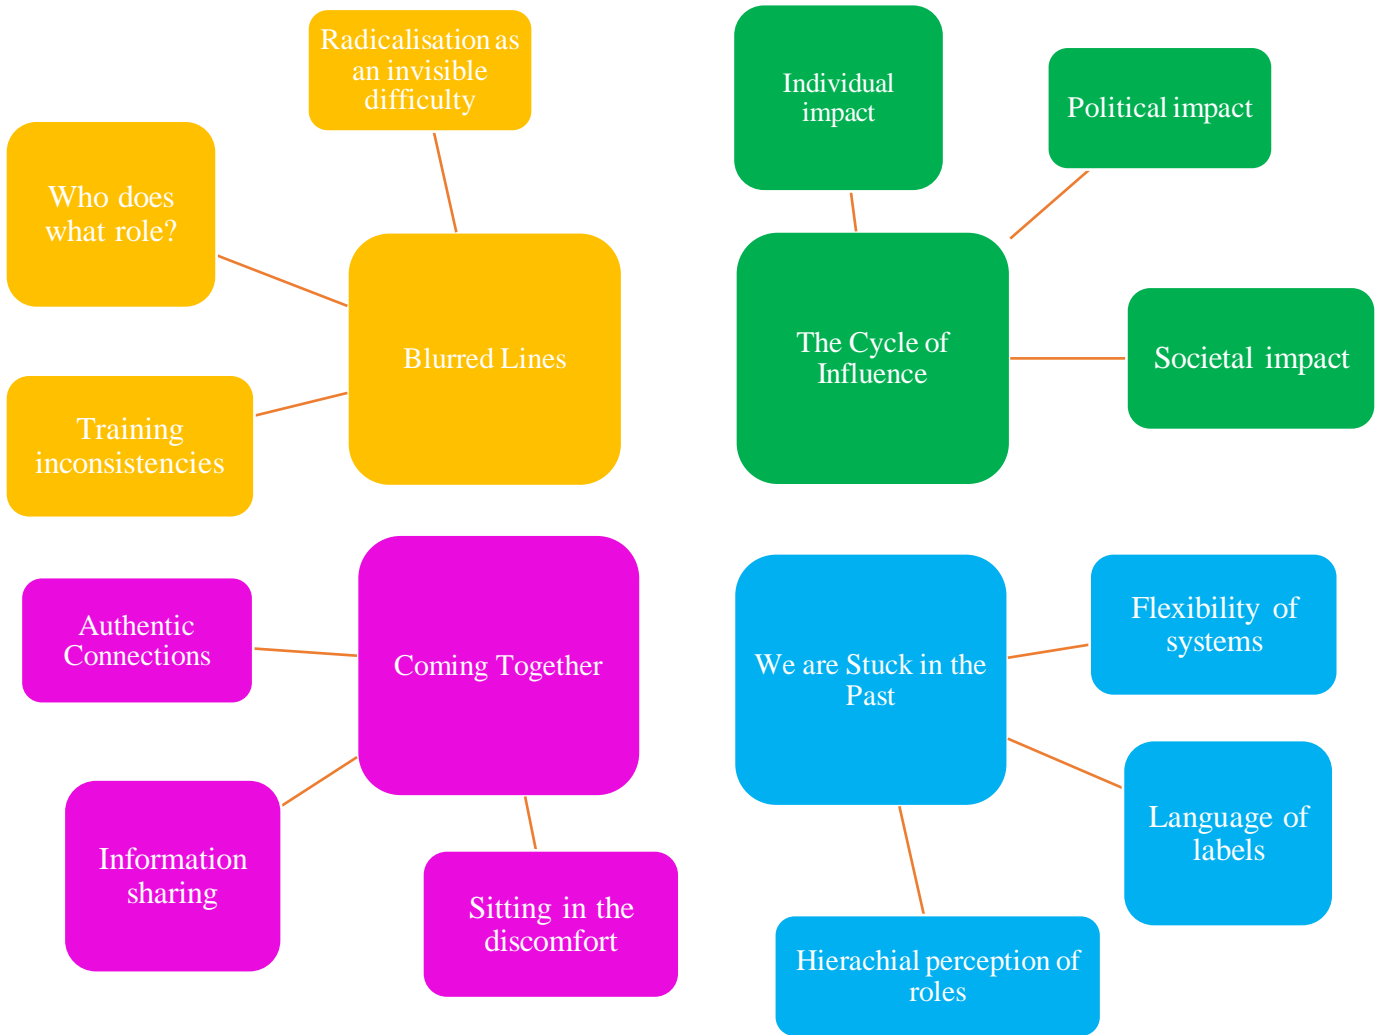 Radicalisation as
an invisible
difficulty
Who does
what role?
Blurred Lines
Training
inconsistencies
Individual
impact
Political impact
The Cycle of
Influence
Societal impact
Authentic
Connections
Coming Together
Information
sharing
Sitting in the
discomfort
We are Stuck in the
Past
Flexibility of
systems
Language of
labels
Hierachial perception of
roles